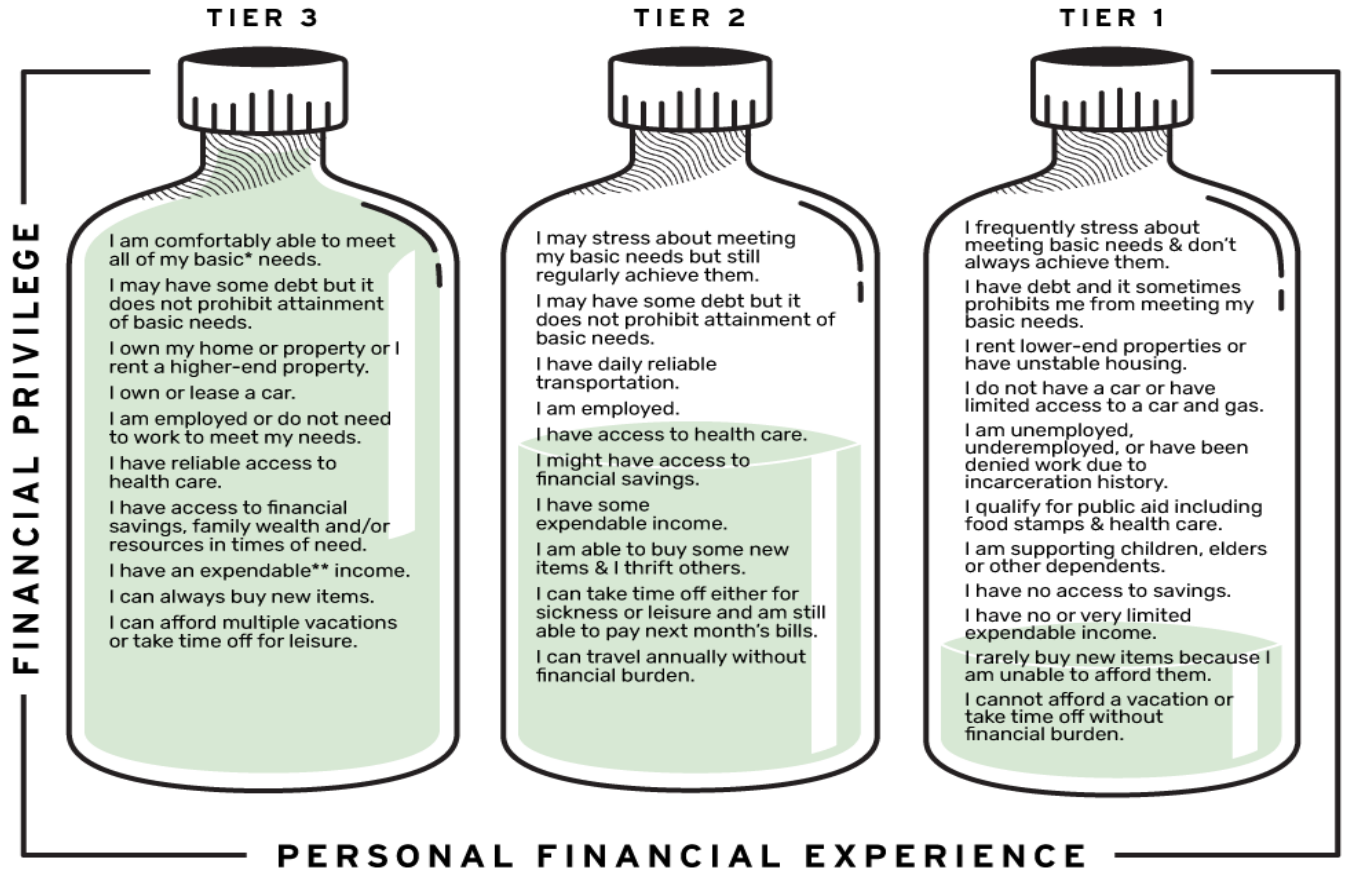 TIER 3
I am comfortably able to meet
all of my basic* needs.
I may have some debt but it
does not prohibit attainment
of basic needs.
I own my home or property or I
rent a higher-end property.
I own or lease a car.
I am employed or do not need
to work to meet my needs.
I have reliable access to
health care.
I have access to financial
savings, family wealth and/or
resources in times of need.
I have an expendable** income.
I can always buy new items.
I can afford multiple vacations
or take time off for leisure.
TIER 2
I may stress about meeting
my basic needs but still
regularly achieve them.
I may have some debt but it
does not prohibit attainment of
basic needs.
I have daily reliable
transportation.
I am employed.
I have access to health care.
I might have access to
financial savings.
I have some
expendable income.
I am able to buy some new
items & I thrift others.
I can take time off either for
sickness or leisure and am still
able to pay next month's bills.
I can travel annually without
financial burden.
TIER 1
I frequently stress about
meeting basic needs & don't
always achieve them.
I have debt and it sometimes
prohibits me from meeting my
basic needs.
I rent lower-end properties or
have unstable housing.
I do not have a car or have
limited access to a car and gas.
I am unemployed,
underemployed, or have been
denied work due to
incarceration history.
I qualify for public aid including
food stamps & health care.
I am supporting children, elders
or other dependents.
I have no access to savings.
I have no or very limited
expendable income.
I rarely buy new items because I
am unable to afford them.
I cannot afford a vacation or
take time off without
financial burden.
FINANCIAL PRIVILEGE
PERSONAL FINANCIAL EXPERIENCE